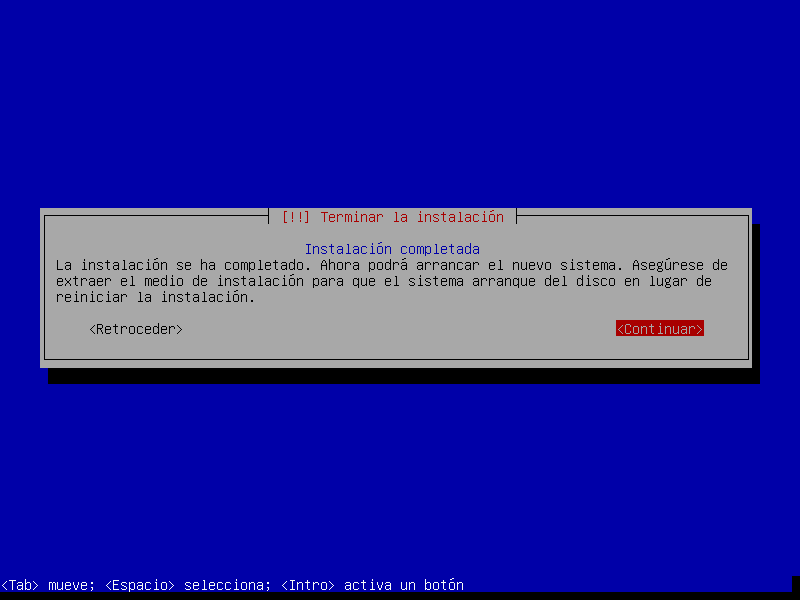 [!!] Terminar la instalación
Instalación completada
La instalación se ha completado. Ahora podrá arrancar el nuevo sistema. Asegúrese de
extraer el medio de instalación para que el sistema arranque del disco en lugar de
reiniciar la instalación.
<Retroceder> <Continuar>
<Tab> mueve; <Espacio> selecciona; <Intro> activa un botón